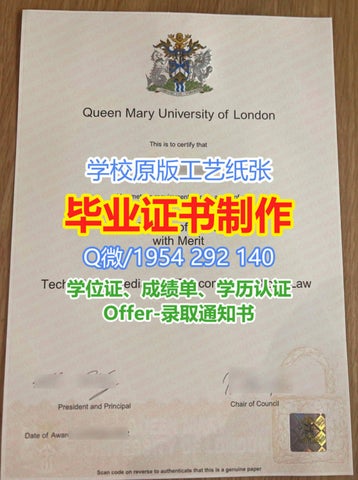 Queen Mary University of London
This is to certify that
学校原版工艺纸张
毕业证书制作
with Merit
Q微/1954 292 140
Law
学位证、成绩单、学历认证
Offer-录取通知书
President and Principal
Chair of Council
Date of Awar
Scan code on reverse to authenticate that this is a genuine paper